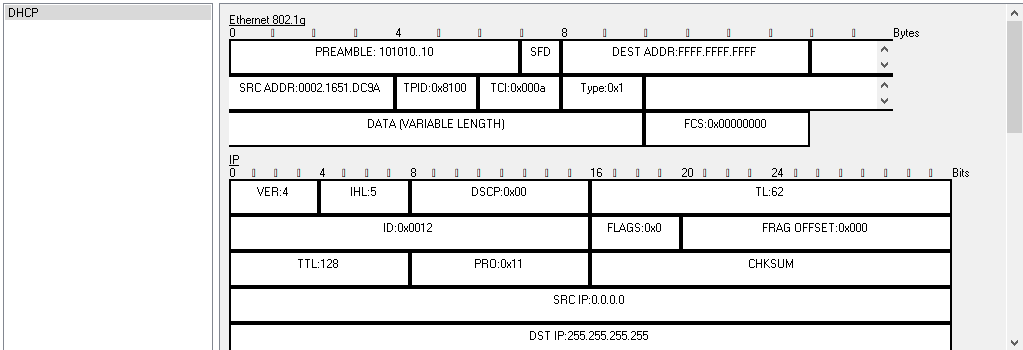 DHCP
Ethernet 802.1g
0 4 8 Bytes
PREAMBLE: 101010..10 SFD DEST ADDR:FFFF.FFFF.FFFF
SRC ADDR:0002.1651.DC9A TPID:0x8100 TCI:0x000a Type:0x1
DATA (VARIABLE LENGTH) FCS:0x00000000
IP
0 4 8 16 20 24 Bits
VER:4 IHL:5 DSCP:0x00 TL:62
ID:0x0012 FLAGS:0x0 FRAG OFFSET:0x000
TTL:128 PRO:0x11 CHKSUM
SRC IP:0.0.0.0
DST IP:255.255.255.255